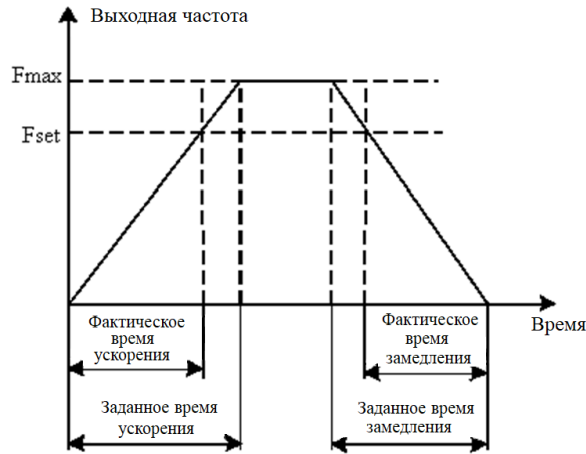 Выходная частота
Fmax
Fset
Время
Фактическое
время
ускорения
Фактическое
время
замедления
Заданное время
ускорения
Заданное время
замедления